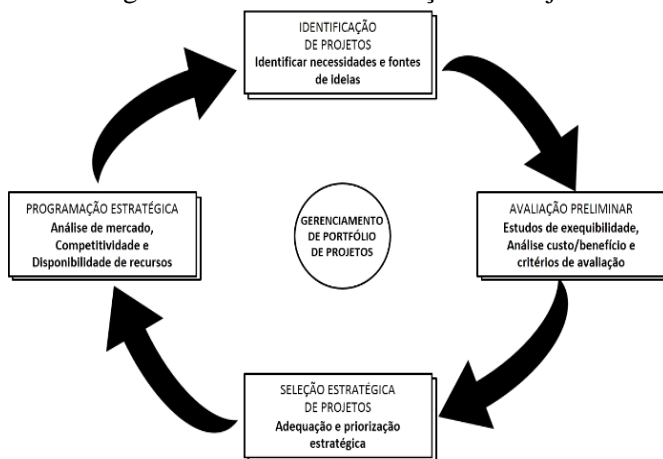 IDENTIFICAÇÃO
DE PROJETOS
Identificar necessidades e fontes
de ideias
PROGRAMAÇÃO ESTRATÉGICA
Análise de mercado,
Competitividade e
Disponibilidade de recursos
GERENCIAMENTO
DE PORTFÓLIO
DE PROJETOS
AVALIAÇÃO PRELIMINAR
Estudos de exequibilidade,
Análise custo/benefício e
critérios de avaliação
SELEÇÃO ESTRATÉGICA
DE PROJETOS
Adequação e priorização
estratégica